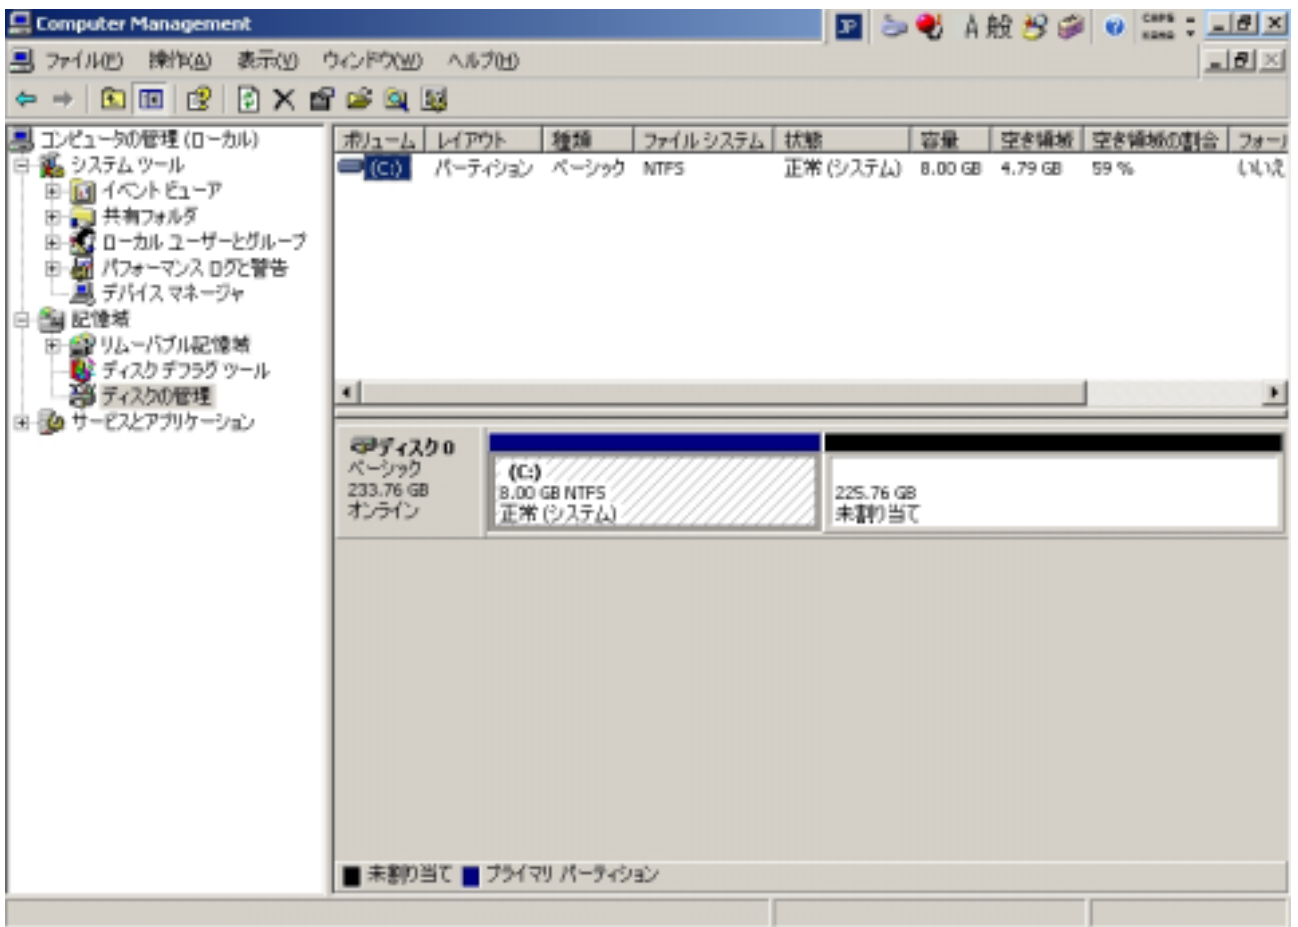 Computer Management
JP A 般 CAPS KANA
ファイル(F) 操作(A) 表示(V) ウィンドウ(W) ヘルプ(H)
コンピュータの管理 (ローカル)
システム ツール
イベント ビューア
共有フォルダ
ローカル ユーザーとグループ
パフォーマンス ログと警告
デバイス マネージャ
記憶域
リムーバブル記憶域
ディスク デフラグ ツール
ディスクの管理
サービスとアプリケーション
ボリューム レイアウト 種類 ファイル システム 状態 容量 空き領域 空き領域の割合 フォール
(C:) パーティション ベーシック NTFS 正常 (システム) 8.00 GB 4.79 GB 59 % いいえ
ディスク 0
ベーシック
233.76 GB
オンライン
(C:)
8.00 GB NTFS
正常 (システム)
225.76 GB
未割り当て
未割り当て プライマリ パーティション